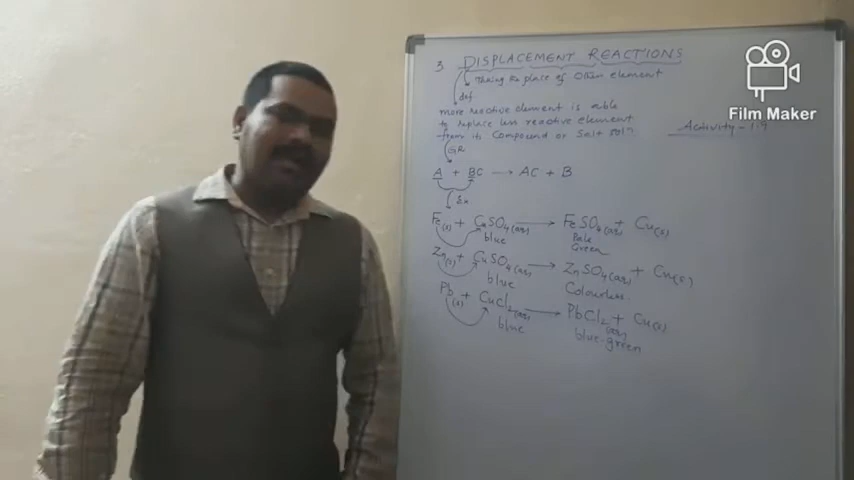 3 DISPLACEMENT REACTIONS
Taking the place of other element
def
more reactive element is able
to replace less reactive element
from its compound or salt sol?
Activity - 1.9
GR
A + BC → AC + B
Ex.
Fe(s) + CuSO4(aq) → FeSO4(aq) + Cu(s)
blue
Pale
Green
Zn(s) + CuSO4(aq) → ZnSO4(aq) + Cu(s)
blue
Colourless.
Pb(s) + CuCl2(aq) → PbCl2(aq) + Cu(s)
blue
blue-green
Film Maker